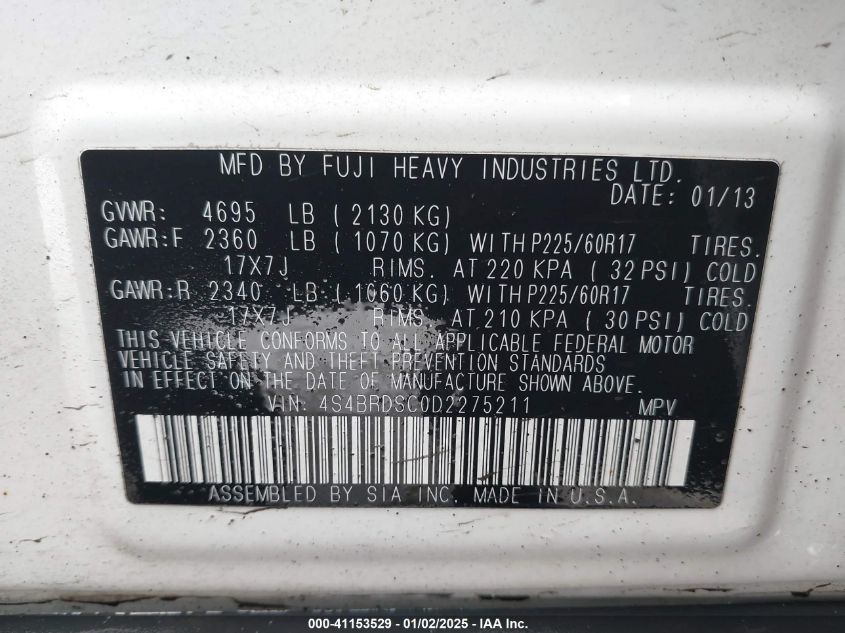 MFD BY FUJI HEAVY INDUSTRIES LTD.
DATE: 01/13
GVWR: 4695 LB ( 2130 KG)
GAWR:F 2360 LB ( 1070 KG) WITH P225/60R17 TIRES.
17X7J RIMS. AT 220 KPA ( 32 PSI) COLD
GAWR:R 2340 LB ( 1060 KG) WITH P225/60R17 TIRES.
17X7J RIMS. AT 210 KPA ( 30 PSI) COLD
THIS VEHICLE CONFORMS TO ALL APPLICABLE FEDERAL MOTOR
VEHICLE SAFETY AND THEFT PREVENTION STANDARDS
IN EFFECT ON THE DATE OF MANUFACTURE SHOWN ABOVE.
VIN: 4S4BRDSC0D2275211 MPV
ASSEMBLED BY SIA INC. MADE IN U.S.A.
000-41153529 - 01/02/2025 - IAA Inc.